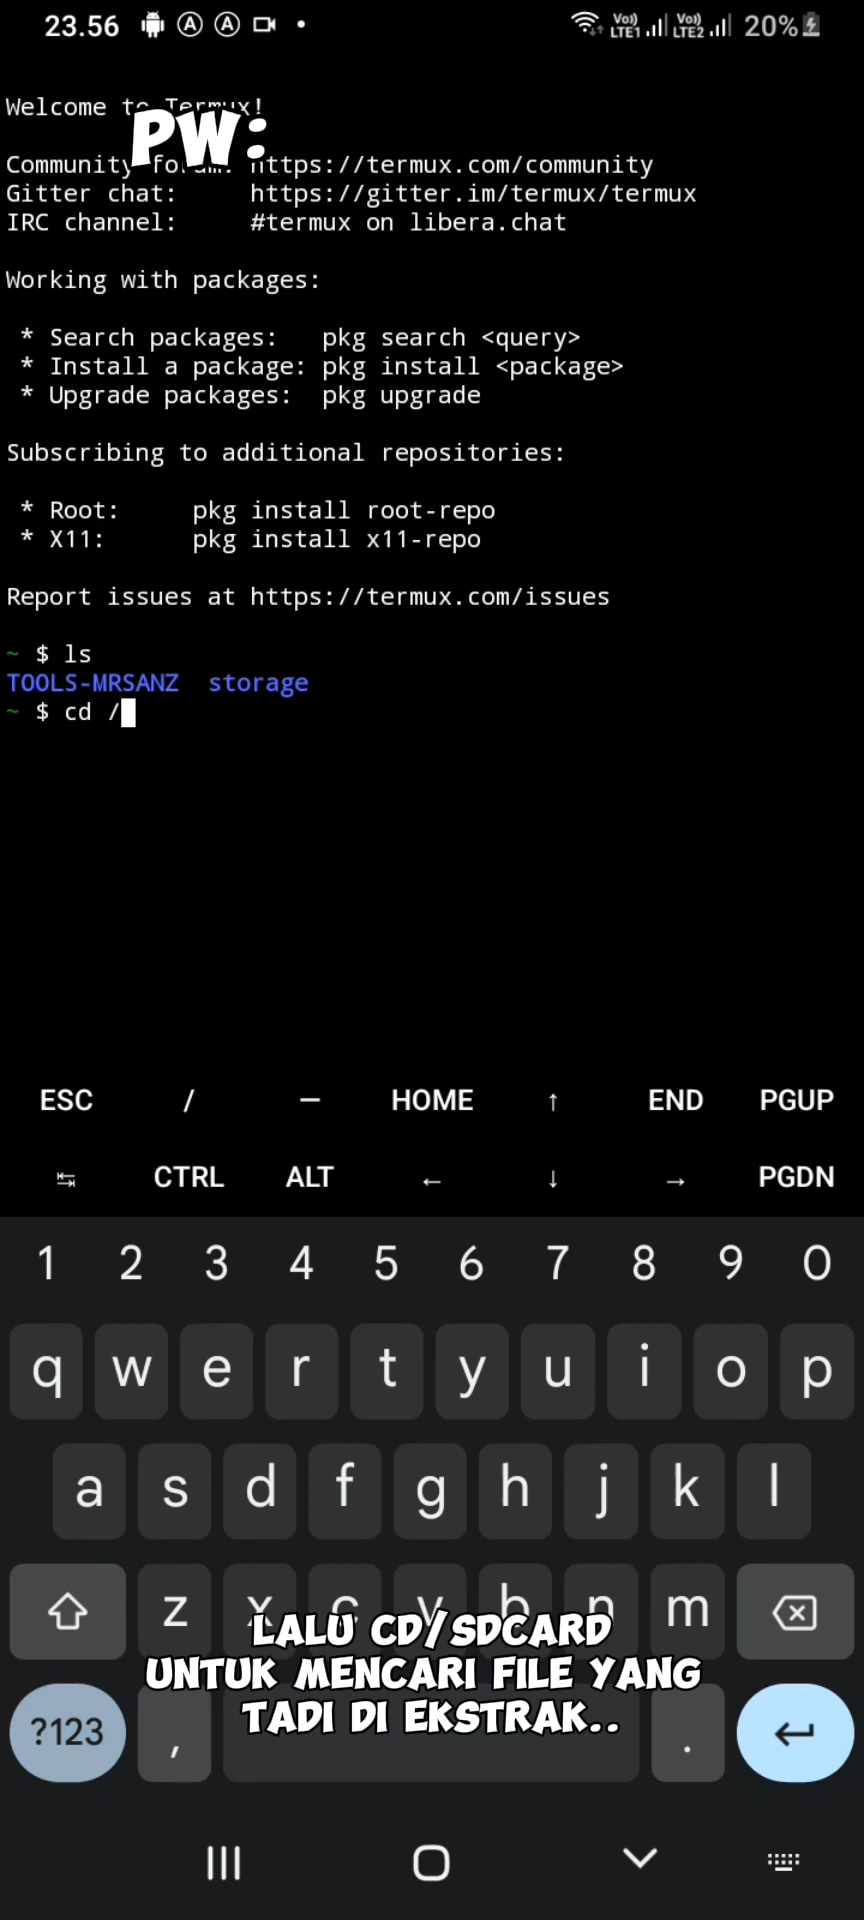 23.56 Vo)) LTE1 Vo)) LTE2 20%
Welcome to Termux!
PW:
Community forum: https://termux.com/community
Gitter chat: https://gitter.im/termux/termux
IRC channel: #termux on libera.chat
Working with packages:
* Search packages: pkg search <query>
* Install a package: pkg install <package>
* Upgrade packages: pkg upgrade
Subscribing to additional repositories:
* Root: pkg install root-repo
* X11: pkg install x11-repo
Report issues at https://termux.com/issues
~ $ ls
TOOLS-MRSANZ storage
~ $ cd /
ESC / — HOME ↑ END PGUP
↹ CTRL ALT ← ↓ → PGDN
1 2 3 4 5 6 7 8 9 0
q w e r t y u i o p
a s d f g h j k l
z x c v b n m
LALU CD/SDCARD
UNTUK MENCARI FILE YANG
TADI DI EKSTRAK..
?123 , .